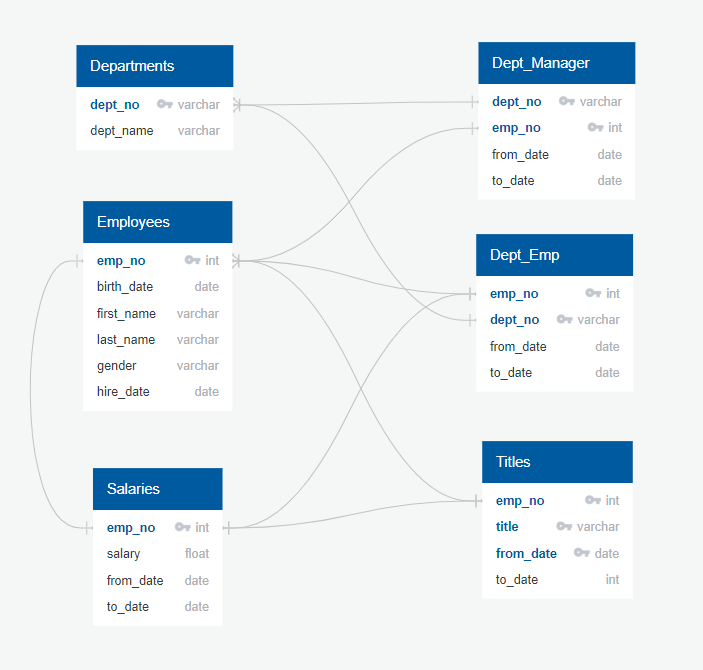 Departments
dept_no varchar
dept_name varchar
Dept_Manager
dept_no varchar
emp_no int
from_date date
to_date date
Employees
emp_no int
birth_date date
first_name varchar
last_name varchar
gender varchar
hire_date date
Dept_Emp
emp_no int
dept_no varchar
from_date date
to_date date
Salaries
emp_no int
salary float
from_date date
to_date date
Titles
emp_no int
title varchar
from_date date
to_date int